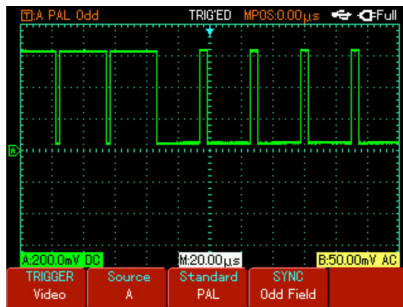 T:A PAL Odd TRIG'ED MPOS:0.00µs Full
A
A:200.0mV DC M:20.00µs B:50.00mV AC
TRIGGER Source Standard SYNC
Video A PAL Odd Field